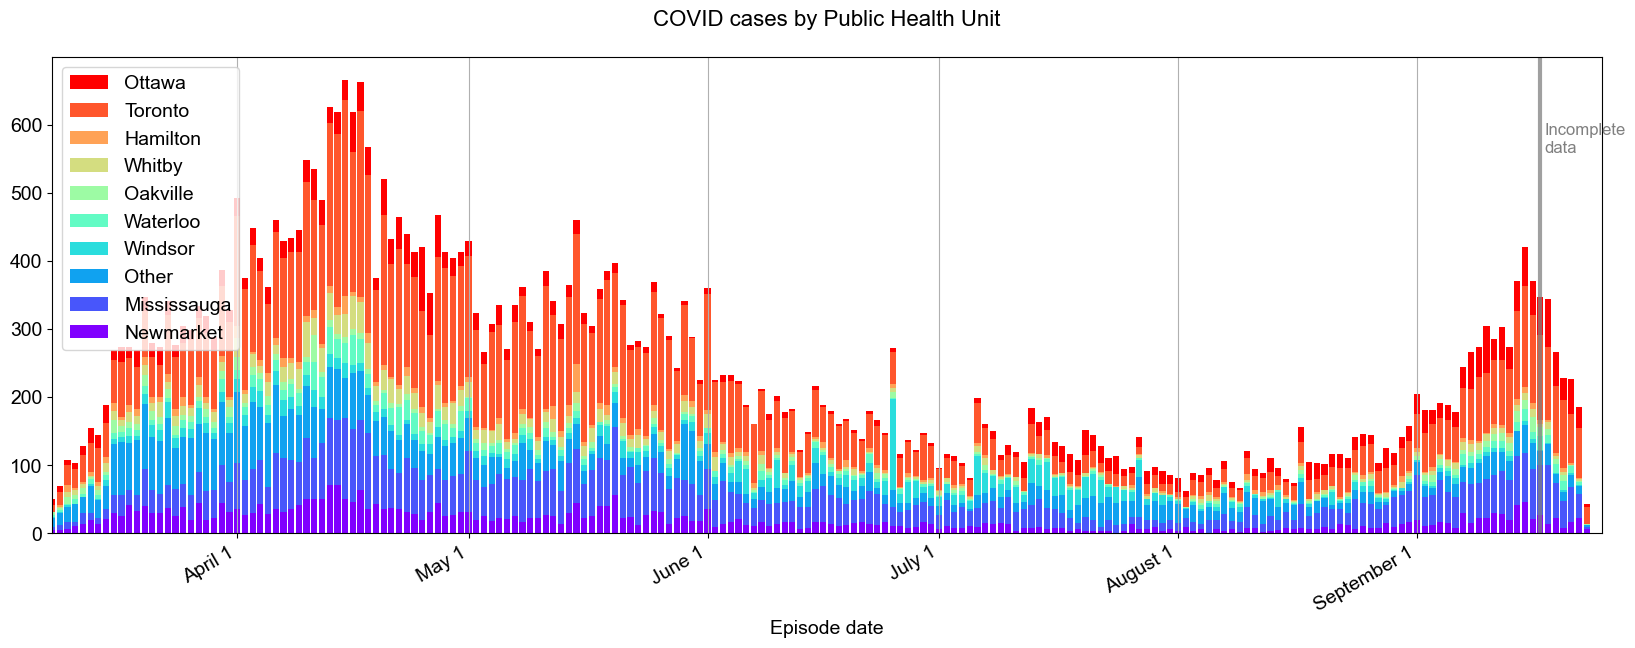 COVID cases by Public Health Unit
Ottawa
Toronto
Hamilton
Whitby
Oakville
Waterloo
Windsor
Other
Mississauga
Newmarket
Incomplete
data
600
500
400
300
200
100
0
April 1
May 1
June 1
July 1
August 1
September 1
Episode date